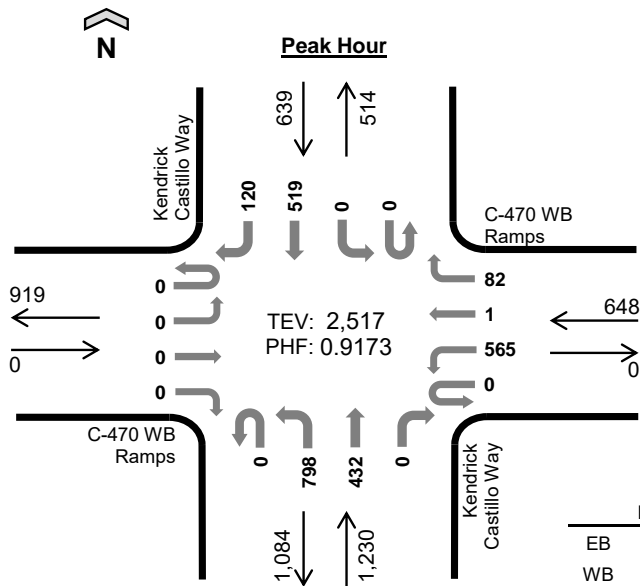 N
Peak Hour
639
514
Kendrick
Castillo Way
120
519
0
0
C-470 WB
Ramps
919
0
0
0
0
0
TEV: 2,517
PHF: 0.9173
82
1
565
0
648
0
C-470 WB
Ramps
0
798
432
0
Kendrick
Castillo Way
1,084
1,230
EB
WB